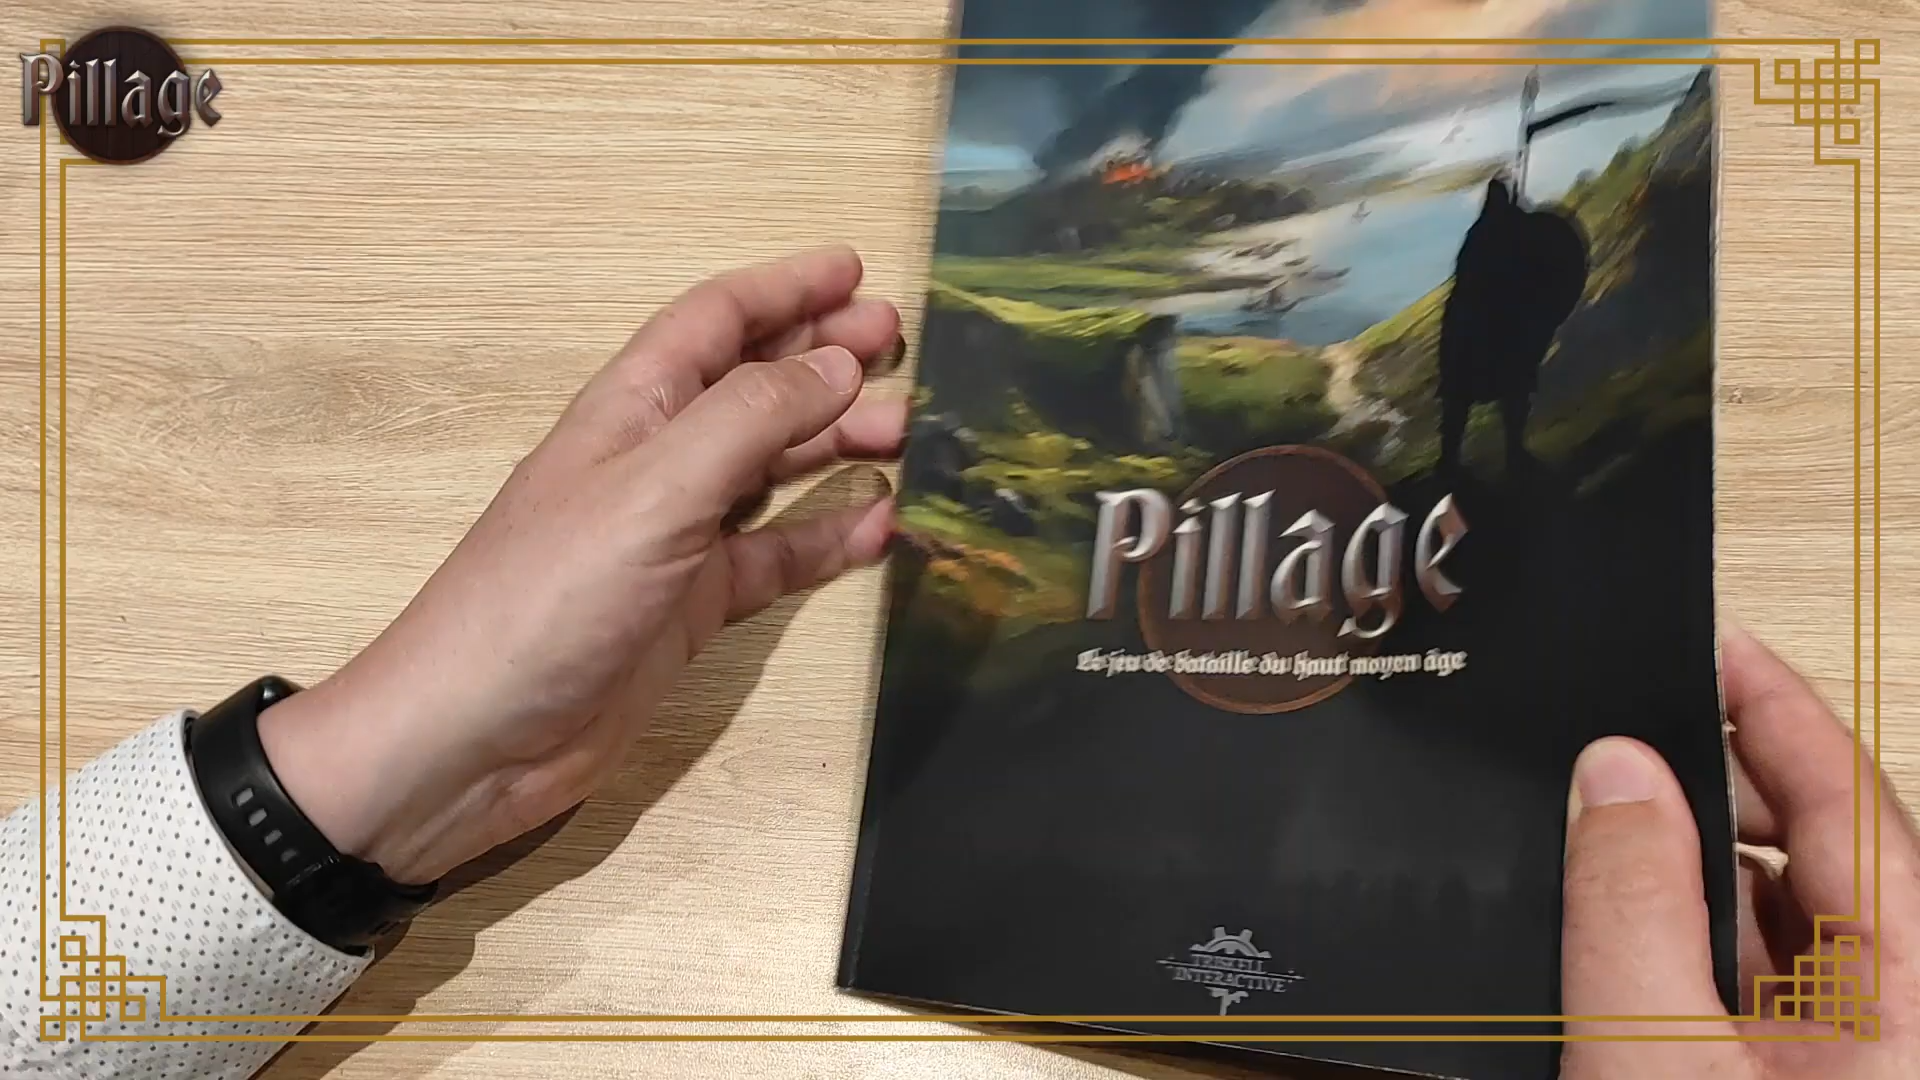 Pillage
Pillage
Le jeu de bataille du haut moyen âge
TRISKELL
INTERACTIVE